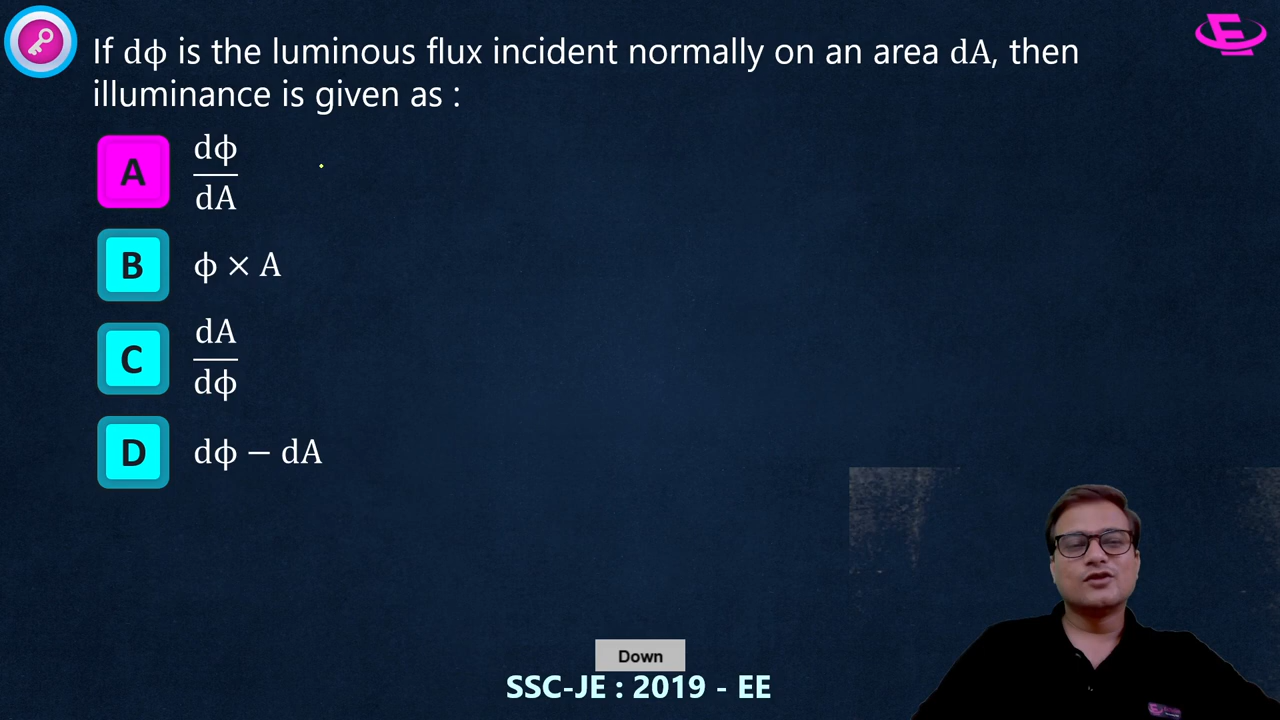 If dϕ is the luminous flux incident normally on an area dA, then
illuminance is given as :
A dϕ/dA
B ϕ × A
C dA/dϕ
D dϕ − dA
Down
SSC-JE : 2019 - EE